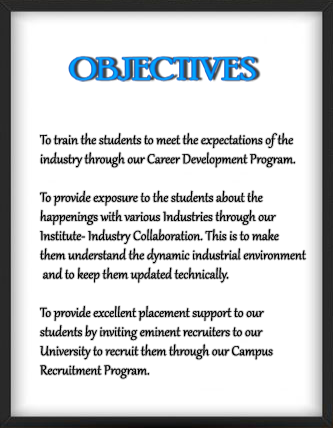 OBJECTIVES
To train the students to meet the expectations of the
industry through our Career Development Program.
To provide exposure to the students about the
happenings with various Industries through our
Institute- Industry Collaboration. This is to make
them understand the dynamic industrial environment
and to keep them updated technically.
To provide excellent placement support to our
students by inviting eminent recruiters to our
University to recruit them through our Campus
Recruitment Program.